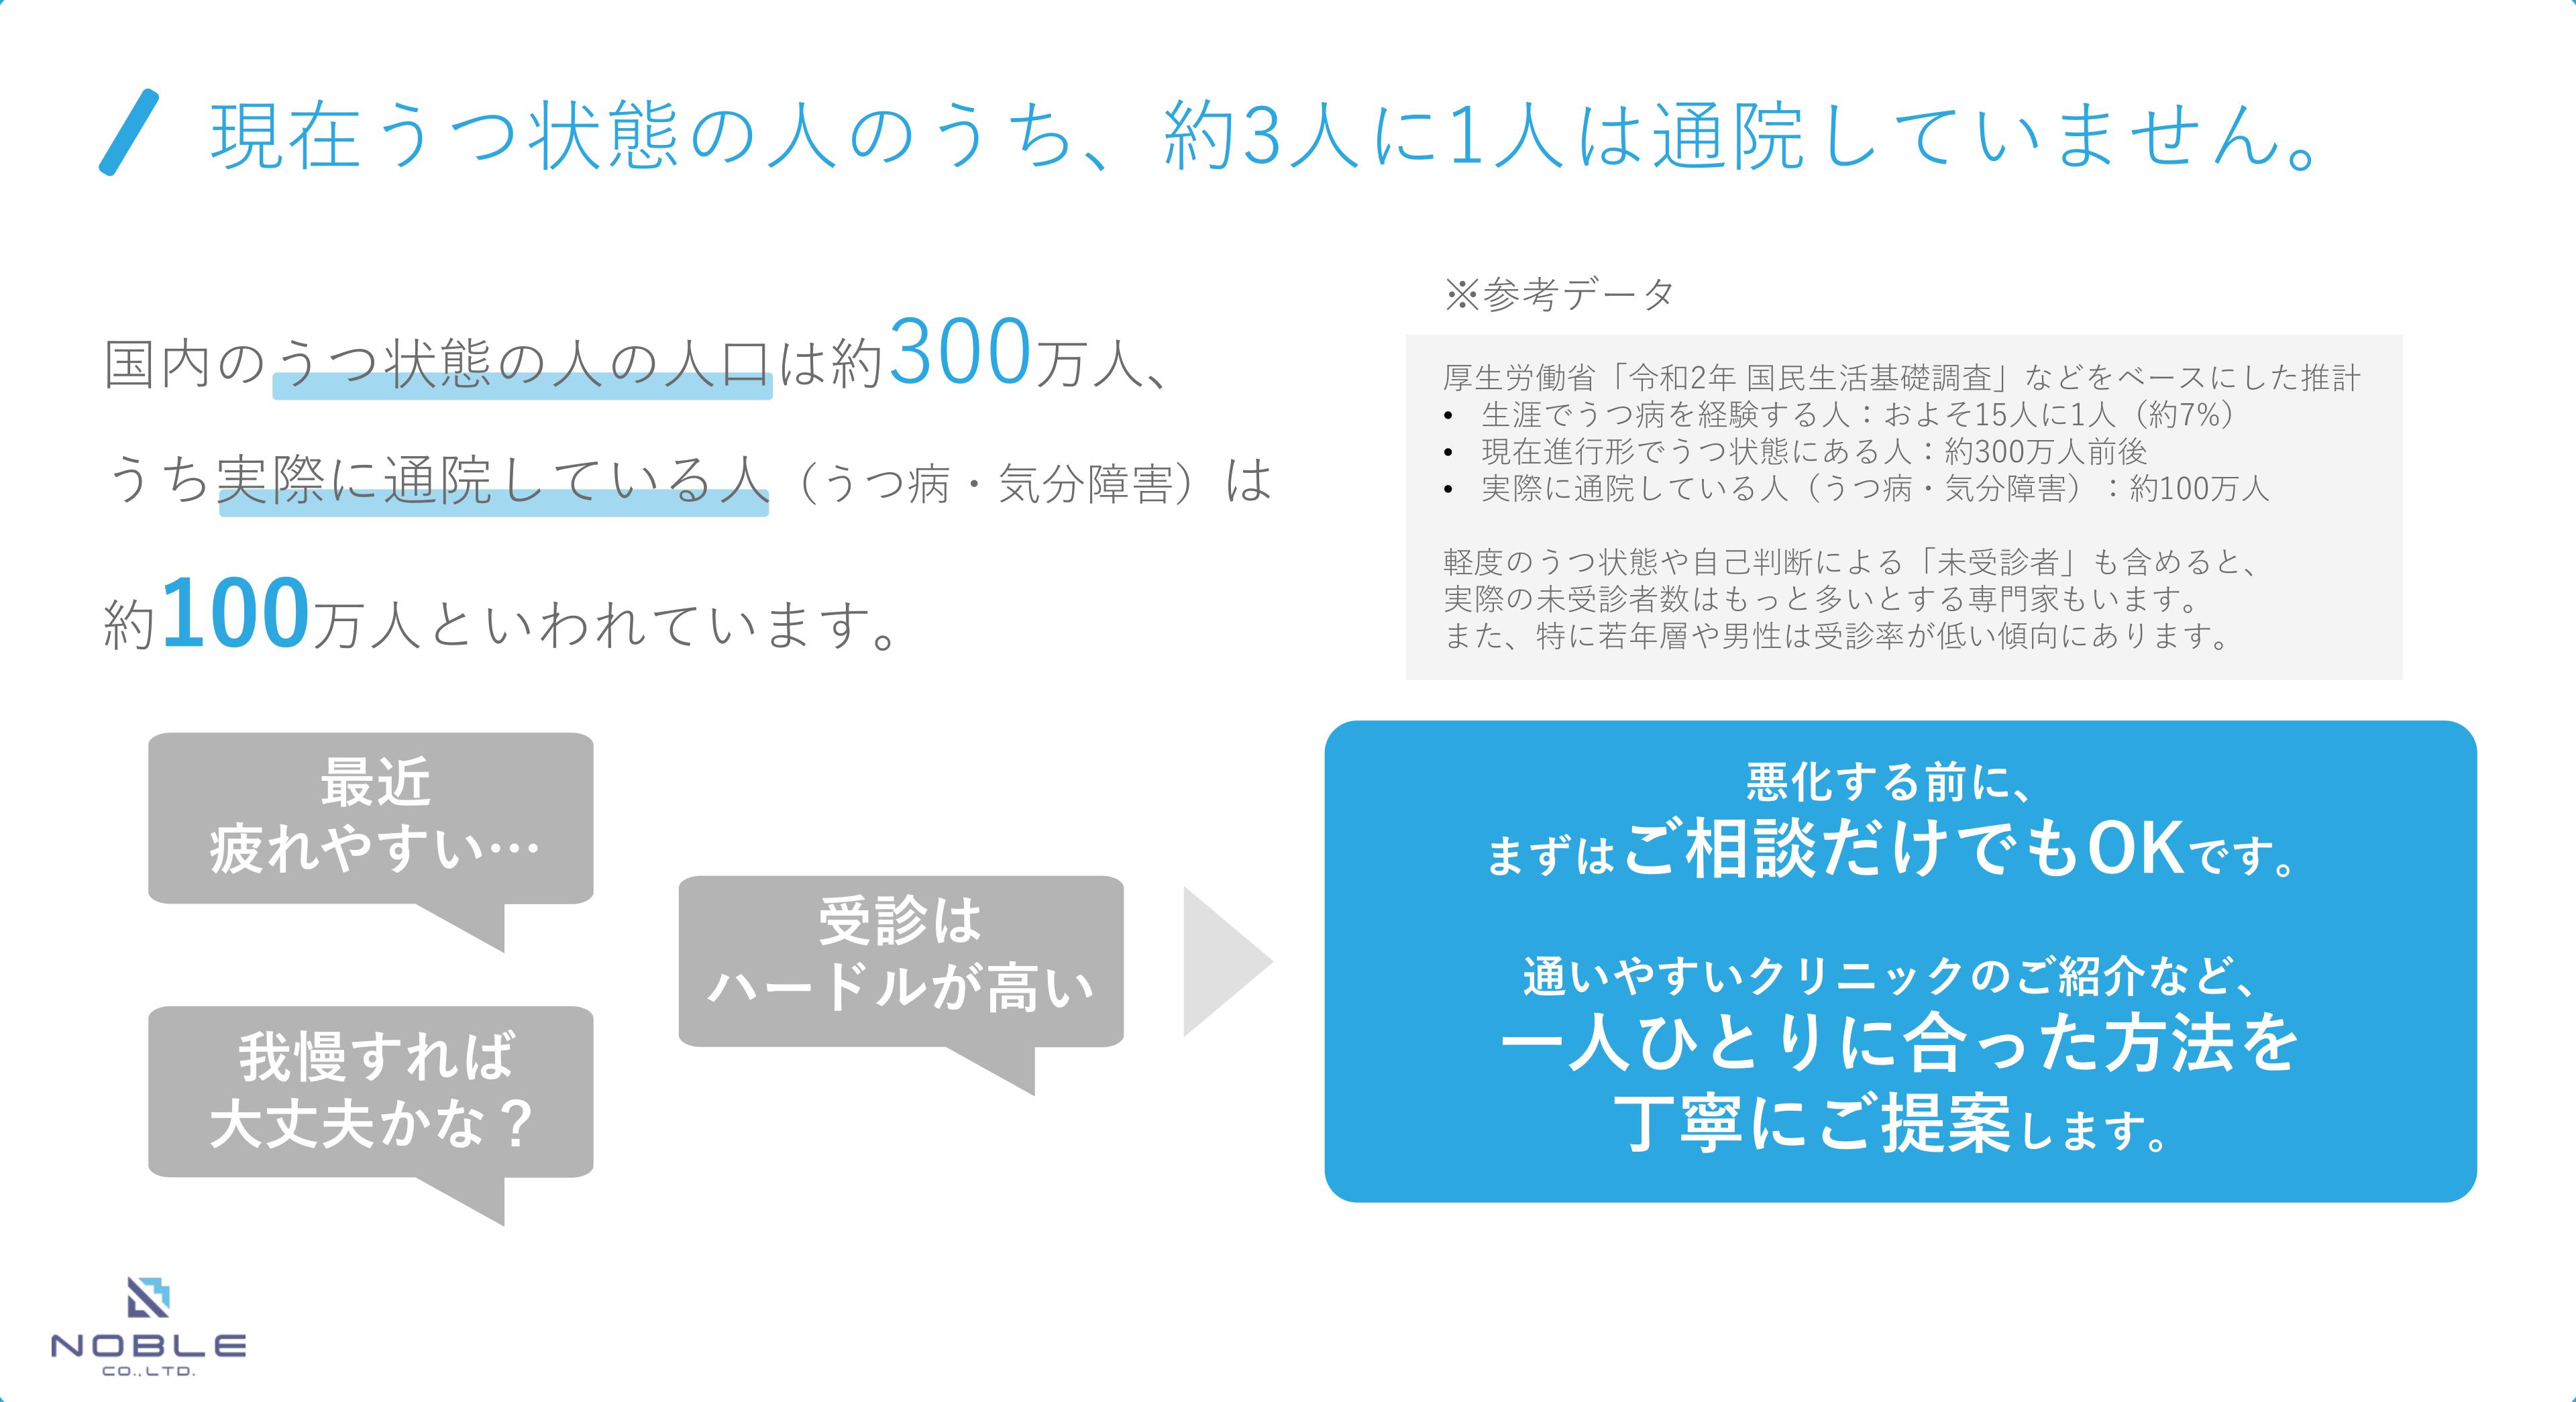 現在うつ状態の人のうち、約3人に1人は通院していません。
国内のうつ状態の人の人口は約300万人、
うち実際に通院している人（うつ病・気分障害）は
約100万人といわれています。
※参考データ
厚生労働省「令和2年 国民生活基礎調査」などをベースにした推計
• 生涯でうつ病を経験する人：およそ15人に1人（約7%）
• 現在進行形でうつ状態にある人：約300万人前後
• 実際に通院している人（うつ病・気分障害）：約100万人
軽度のうつ状態や自己判断による「未受診者」も含めると、
実際の未受診者数はもっと多いとする専門家もいます。
また、特に若年層や男性は受診率が低い傾向にあります。
最近
疲れやすい…
我慢すれば
大丈夫かな？
受診は
ハードルが高い
悪化する前に、
まずはご相談だけでもOKです。
通いやすいクリニックのご紹介など、
一人ひとりに合った方法を
丁寧にご提案します。
NOBLE
CO.,LTD.